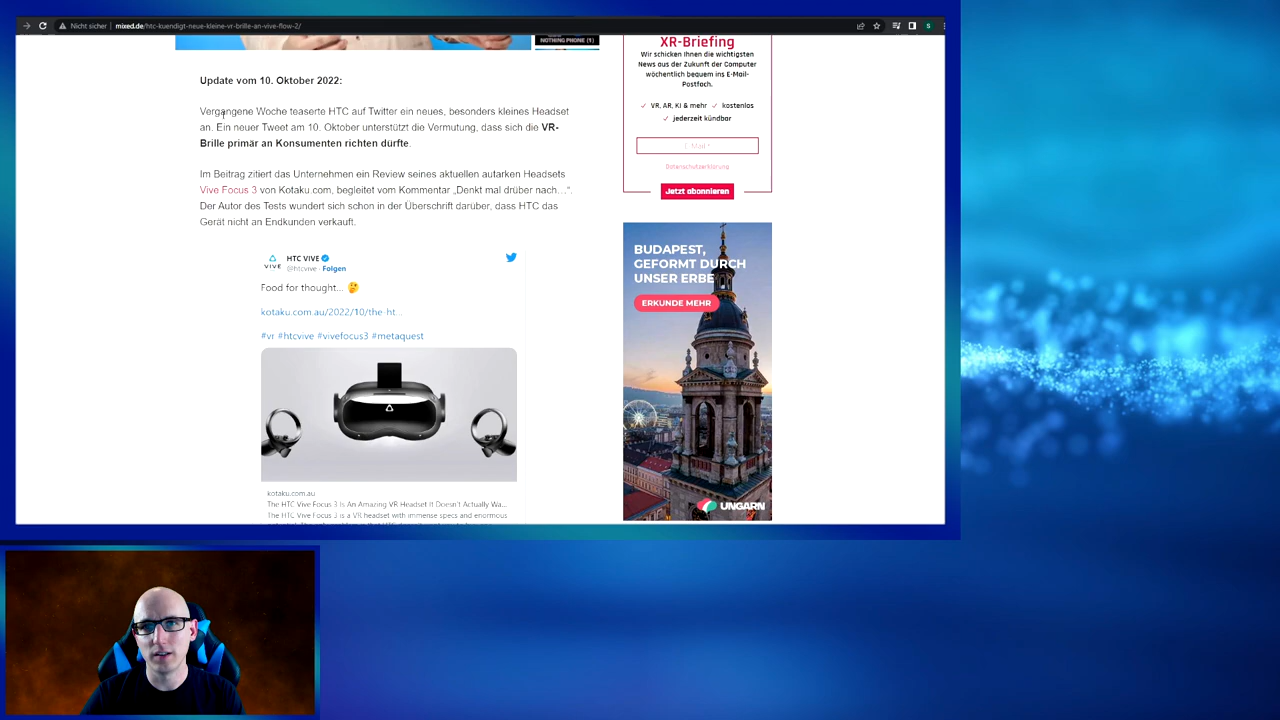 Nicht sicher | mixed.de/htc-kuendigt-neue-kleine-vr-brille-an-vive-flow-2/
S
NOTHING PHONE (1)
Update vom 10. Oktober 2022:
Vergangene Woche teaserte HTC auf Twitter ein neues, besonders kleines Headset
an. Ein neuer Tweet am 10. Oktober unterstützt die Vermutung, dass sich die VR-
Brille primär an Konsumenten richten dürfte.
Im Beitrag zitiert das Unternehmen ein Review seines aktuellen autarken Headsets
Vive Focus 3 von Kotaku.com, begleitet vom Kommentar „Denkt mal drüber nach…“.
Der Autor des Tests wundert sich schon in der Überschrift darüber, dass HTC das
Gerät nicht an Endkunden verkauft.
VIVE
HTC VIVE
@htcvive · Folgen
Food for thought... 🤔
kotaku.com.au/2022/10/the-ht…
#vr #htcvive #vivefocus3 #metaquest
kotaku.com.au
The HTC Vive Focus 3 Is An Amazing VR Headset It Doesn't Actually Wa...
The HTC Vive Focus 3 is a VR headset with immense specs and enormous
XR-Briefing
Wir schicken Ihnen die wichtigsten
News aus der Zukunft der Computer
wöchentlich bequem ins E-Mail-
Postfach.
✓ VR, AR, KI & mehr ✓ kostenlos
✓ jederzeit kündbar
E-Mail *
Datenschutzerklärung
Jetzt abonnieren
BUDAPEST,
GEFORMT DURCH
UNSER ERBE
ERKUNDE MEHR
UNGARN